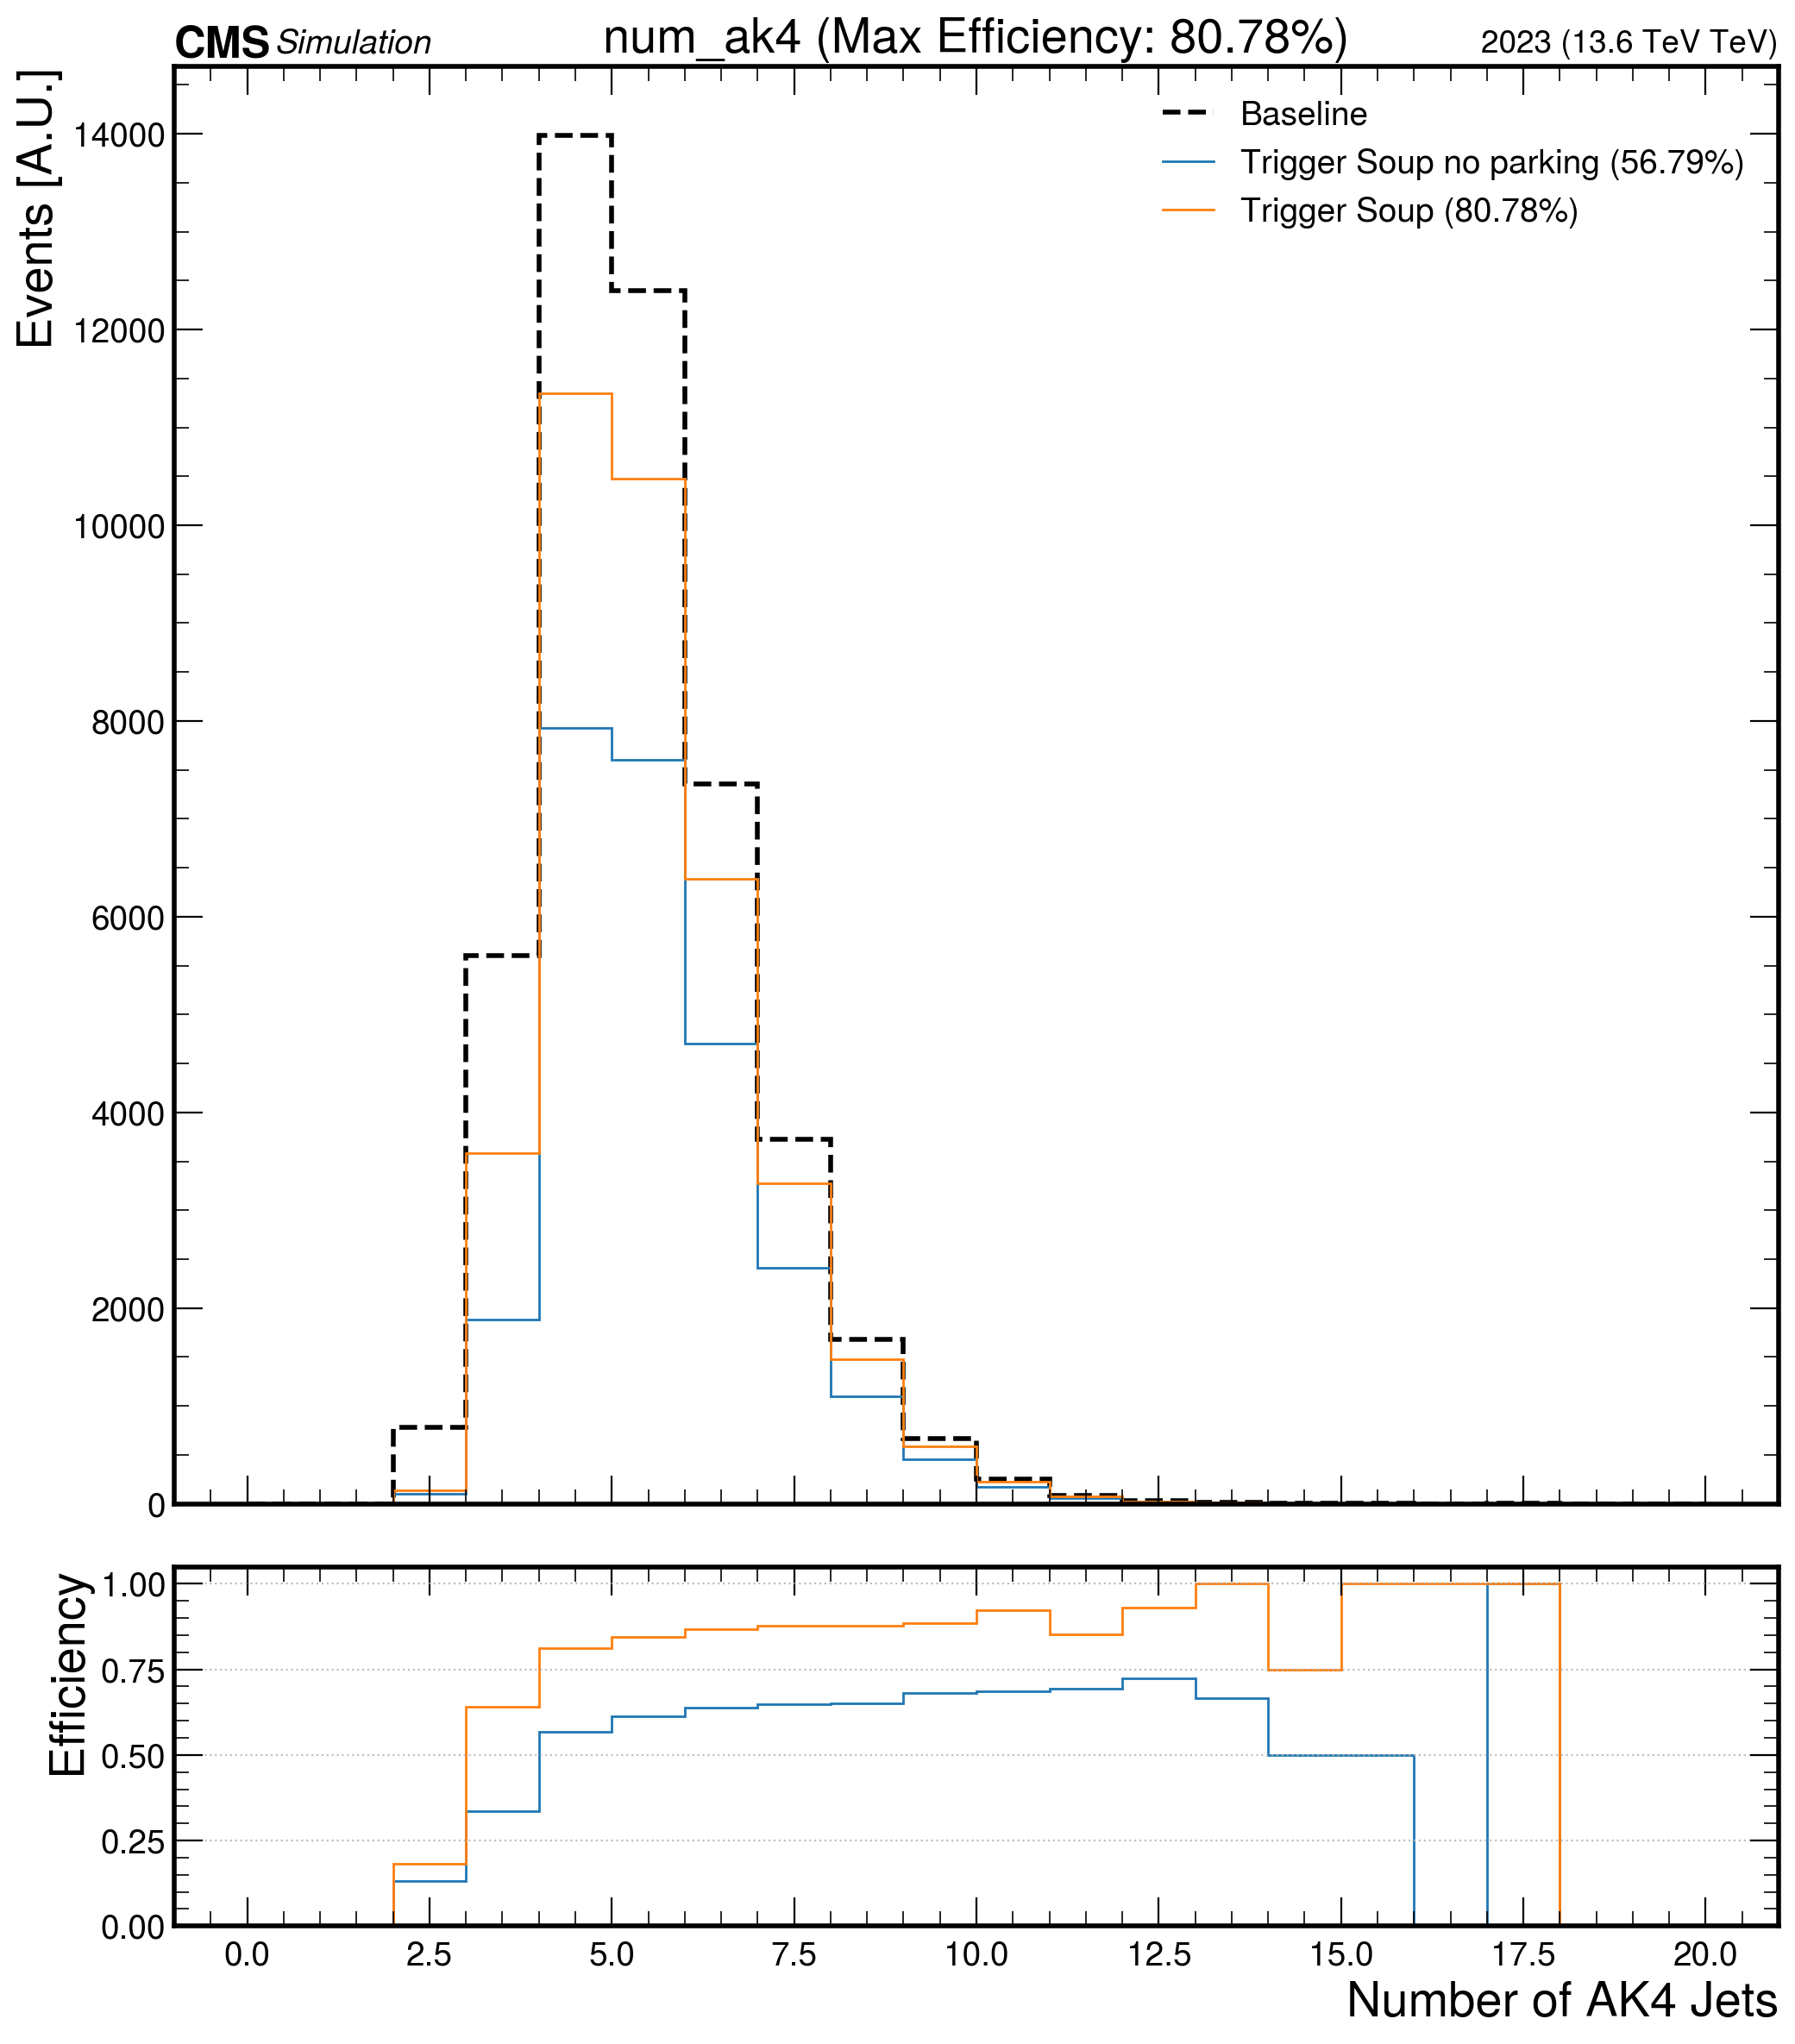 CMS Simulation num_ak4 (Max Efficiency: 80.78%) 2023 (13.6 TeV TeV)
Events [A.U.]
14000
12000
10000
8000
6000
4000
2000
0
Baseline
Trigger Soup no parking (56.79%)
Trigger Soup (80.78%)
Efficiency
1.00
0.75
0.50
0.25
0.00
0.0 2.5 5.0 7.5 10.0 12.5 15.0 17.5 20.0
Number of AK4 Jets